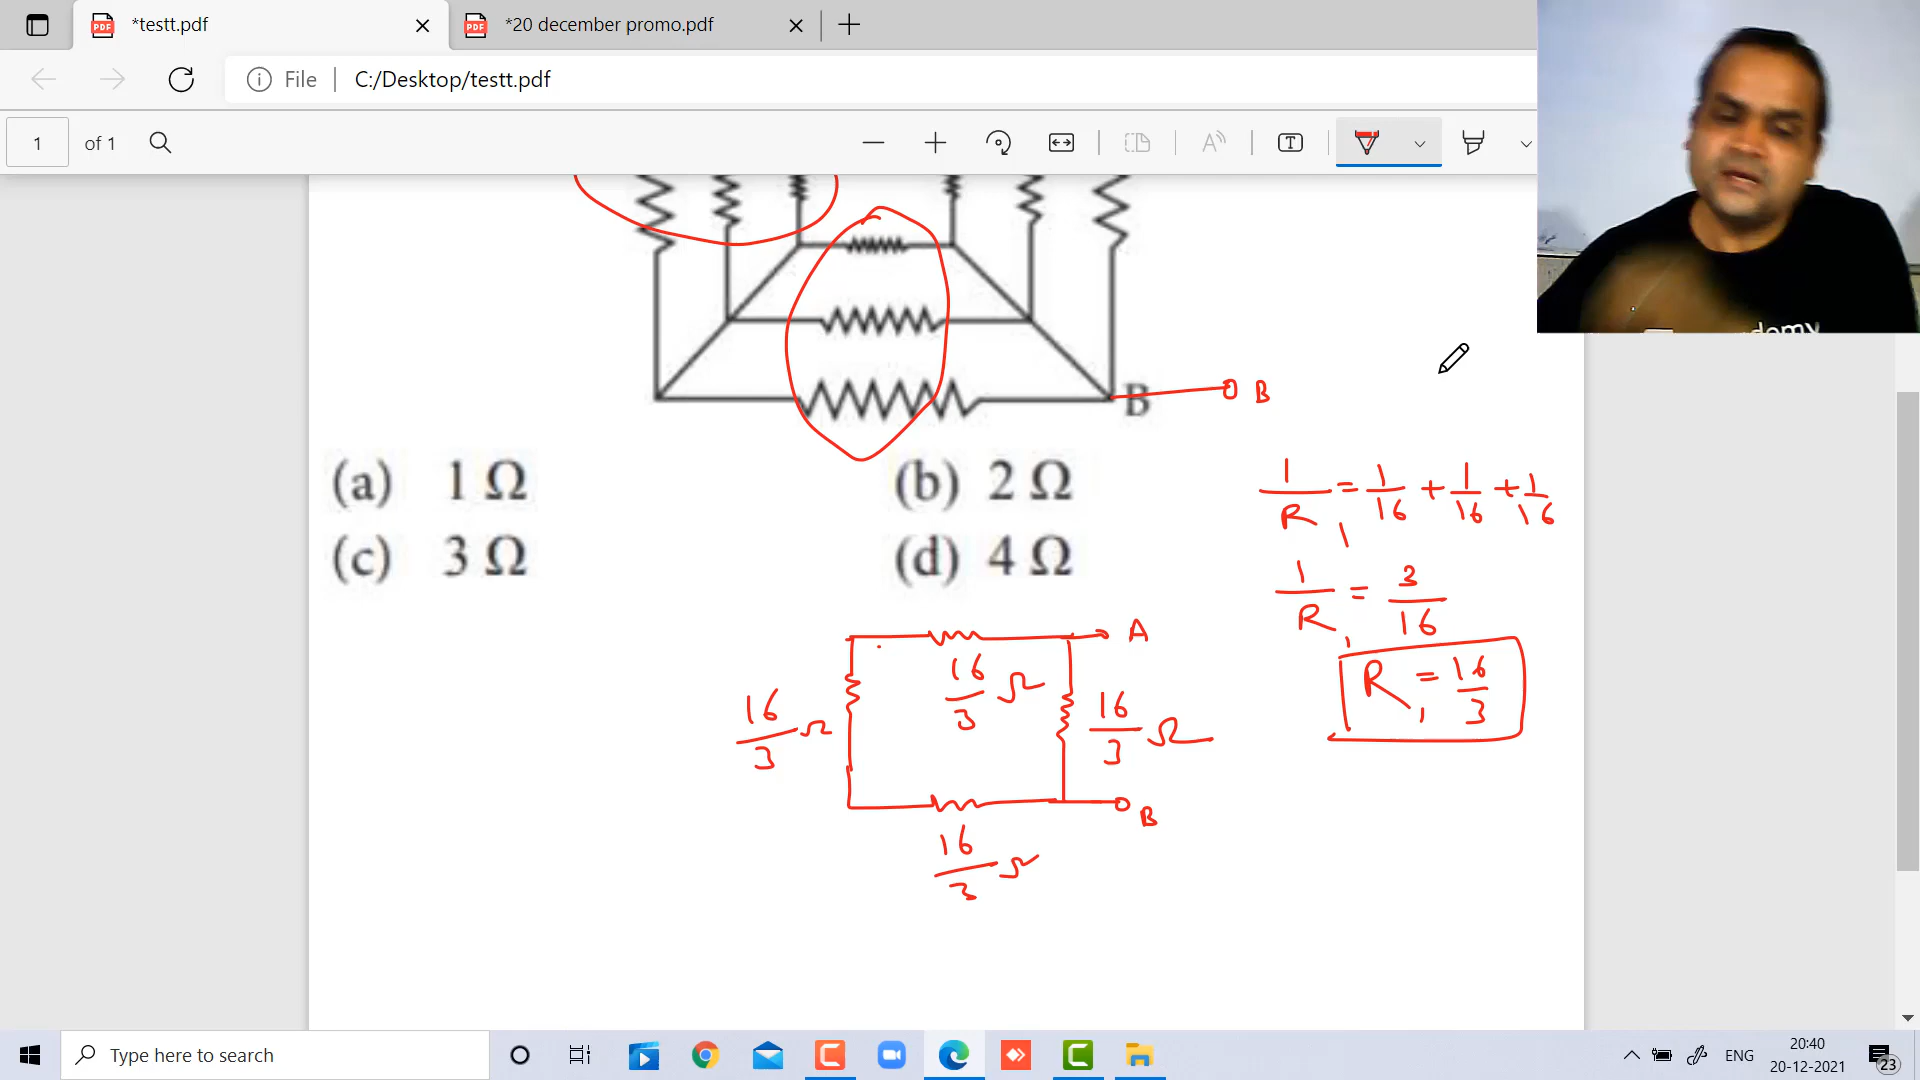 *testt.pdf
*20 december promo.pdf
File
C:/Desktop/testt.pdf
1 of 1
B
B
(a) 1 Ω
(b) 2 Ω
(c) 3 Ω
(d) 4 Ω
1/R₁ = 1/16 + 1/16 + 1/16
1/R₁ = 3/16
R₁ = 16/3
A
16/3 Ω
16/3 Ω
16/3 Ω
B
16/3 Ω
Type here to search
ENG
20:40
20-12-2021
23